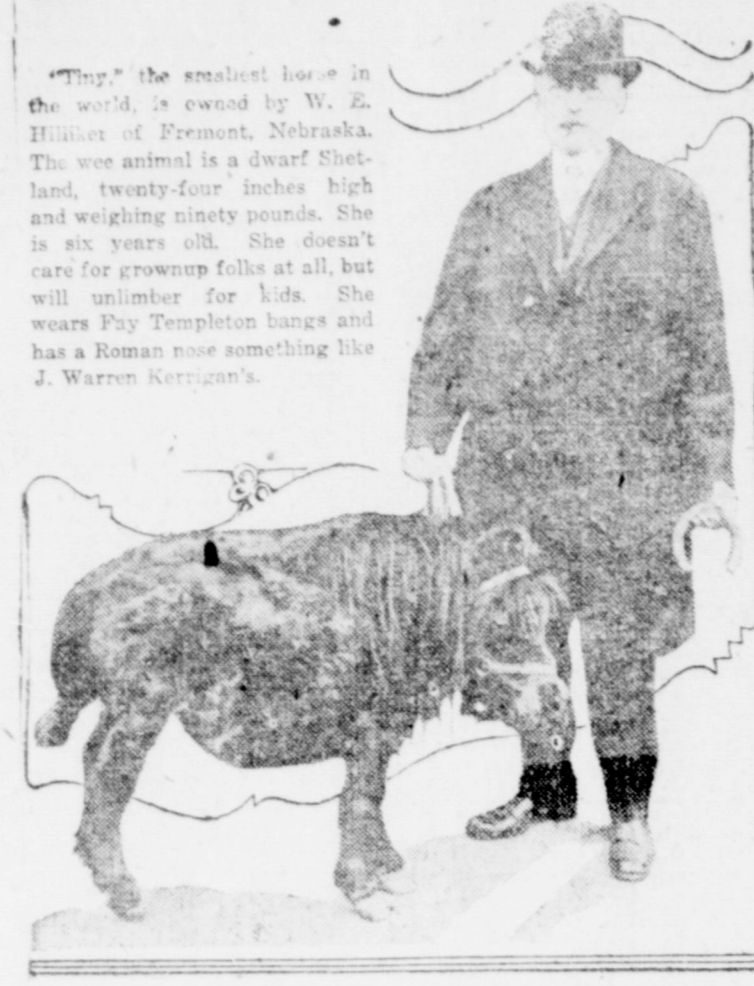 "Tiny," the smallest horse in
the world, is owned by W. E.
Hilliker of Fremont, Nebraska.
The wee animal is a dwarf Shet-
land, twenty-four inches high
and weighing ninety pounds. She
is six years old. She doesn't
care for grownup folks at all, but
will unlimber for kids. She
wears Fay Templeton bangs and
has a Roman nose something like
J. Warren Kerrigan's.